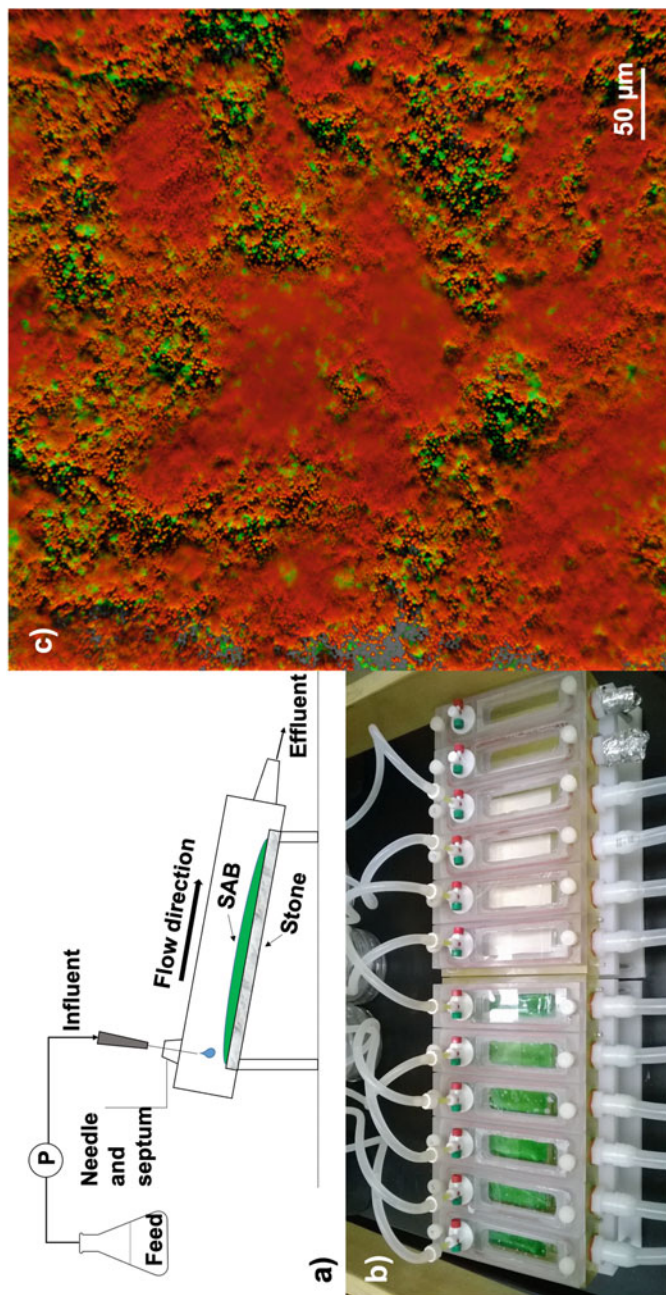 P
Feed
Influent
Needle
and
septum
Flow direction
SAB
Stone
Effluent
a)
b)
c)
50 µm